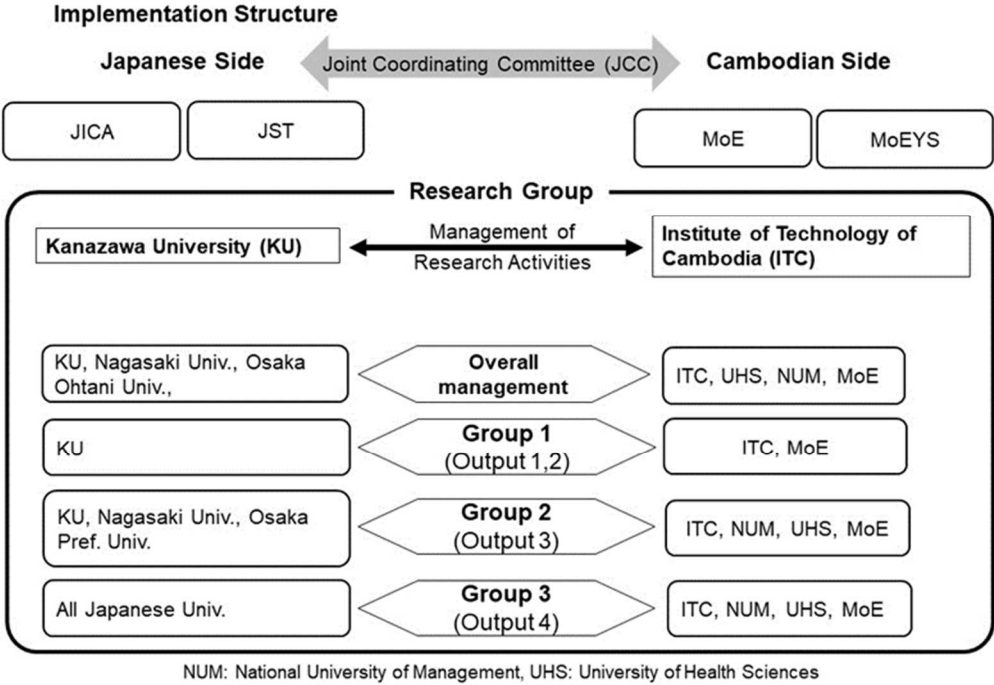 Implementation Structure
Japanese Side
Joint Coordinating Committee (JCC)
Cambodian Side
JICA
JST
MoE
MoEYS
Research Group
Kanazawa University (KU)
Management of
Research Activities
Institute of Technology of
Cambodia (ITC)
KU, Nagasaki Univ., Osaka
Ohtani Univ.,
Overall
management
ITC, UHS, NUM, MoE
KU
Group 1
(Output 1,2)
ITC, MoE
KU, Nagasaki Univ., Osaka
Pref. Univ.
Group 2
(Output 3)
ITC, NUM, UHS, MoE
All Japanese Univ.
Group 3
(Output 4)
ITC, NUM, UHS, MoE
NUM: National University of Management, UHS: University of Health Sciences